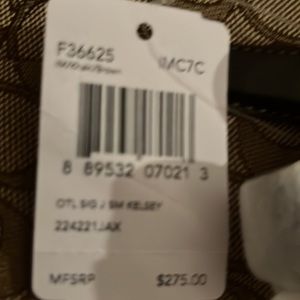 F36625 IMC7C
8 89532 07021 3
OTL SIG J SM KELSEY
224221JAX
MFSRP $275.00